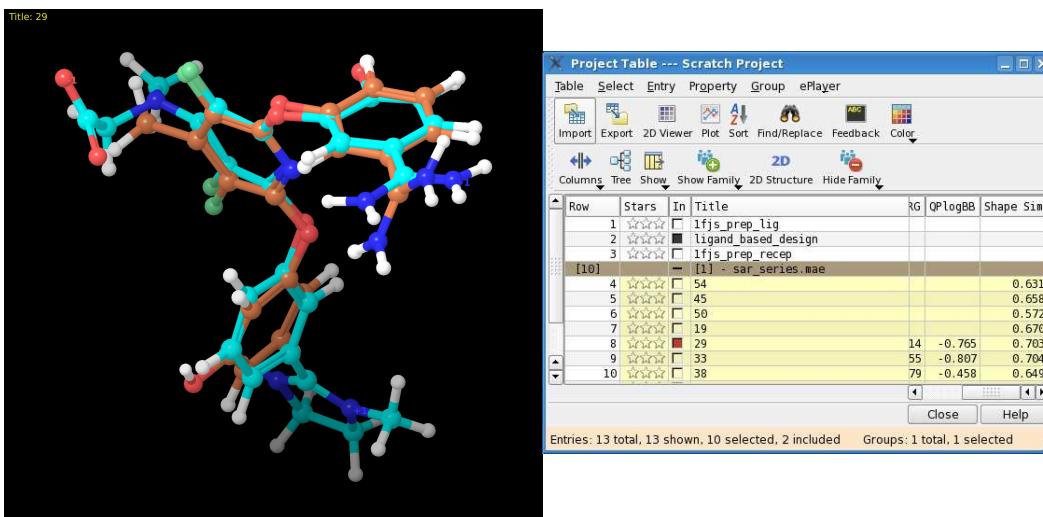 Title: 29
Project Table --- Scratch Project
Table Select Entry Property Group ePlayer
ABC
Import Export 2D Viewer Plot Sort Find/Replace Feedback Color
2D
Columns Tree Show Show Family 2D Structure Hide Family
Row Stars In Title RG QPlogBB Shape Sim
1 1fjs_prep_lig
2 ligand_based_design
3 1fjs_prep_recep
[10] [1] - sar_series.mae
4 54 0.631
5 45 0.658
6 50 0.572
7 19 0.670
8 29 14 -0.765 0.703
9 33 55 -0.807 0.704
10 38 79 -0.458 0.649
Close Help
Entries: 13 total, 13 shown, 10 selected, 2 included Groups: 1 total, 1 selected